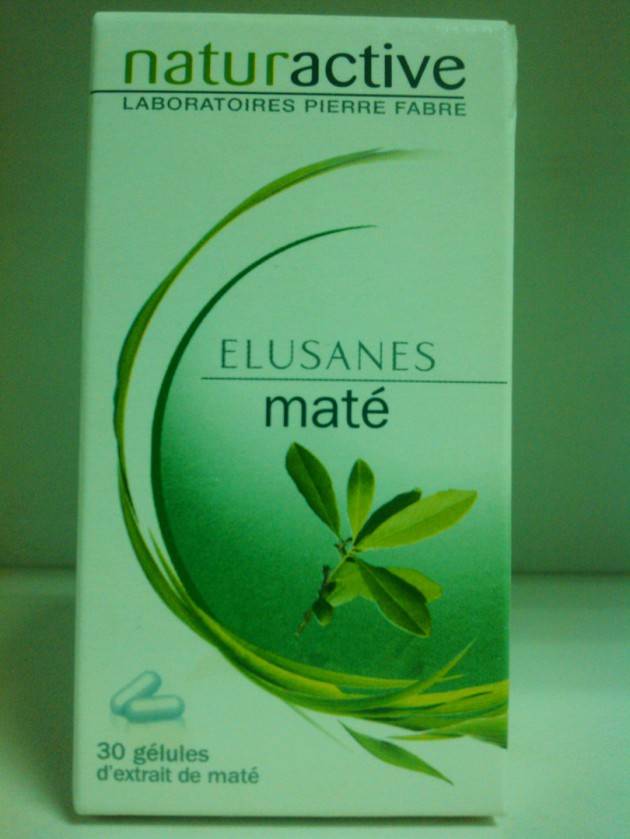 naturactive
LABORATOIRES PIERRE FABRE
ELUSANES
maté
30 gélules
d'extrait de maté